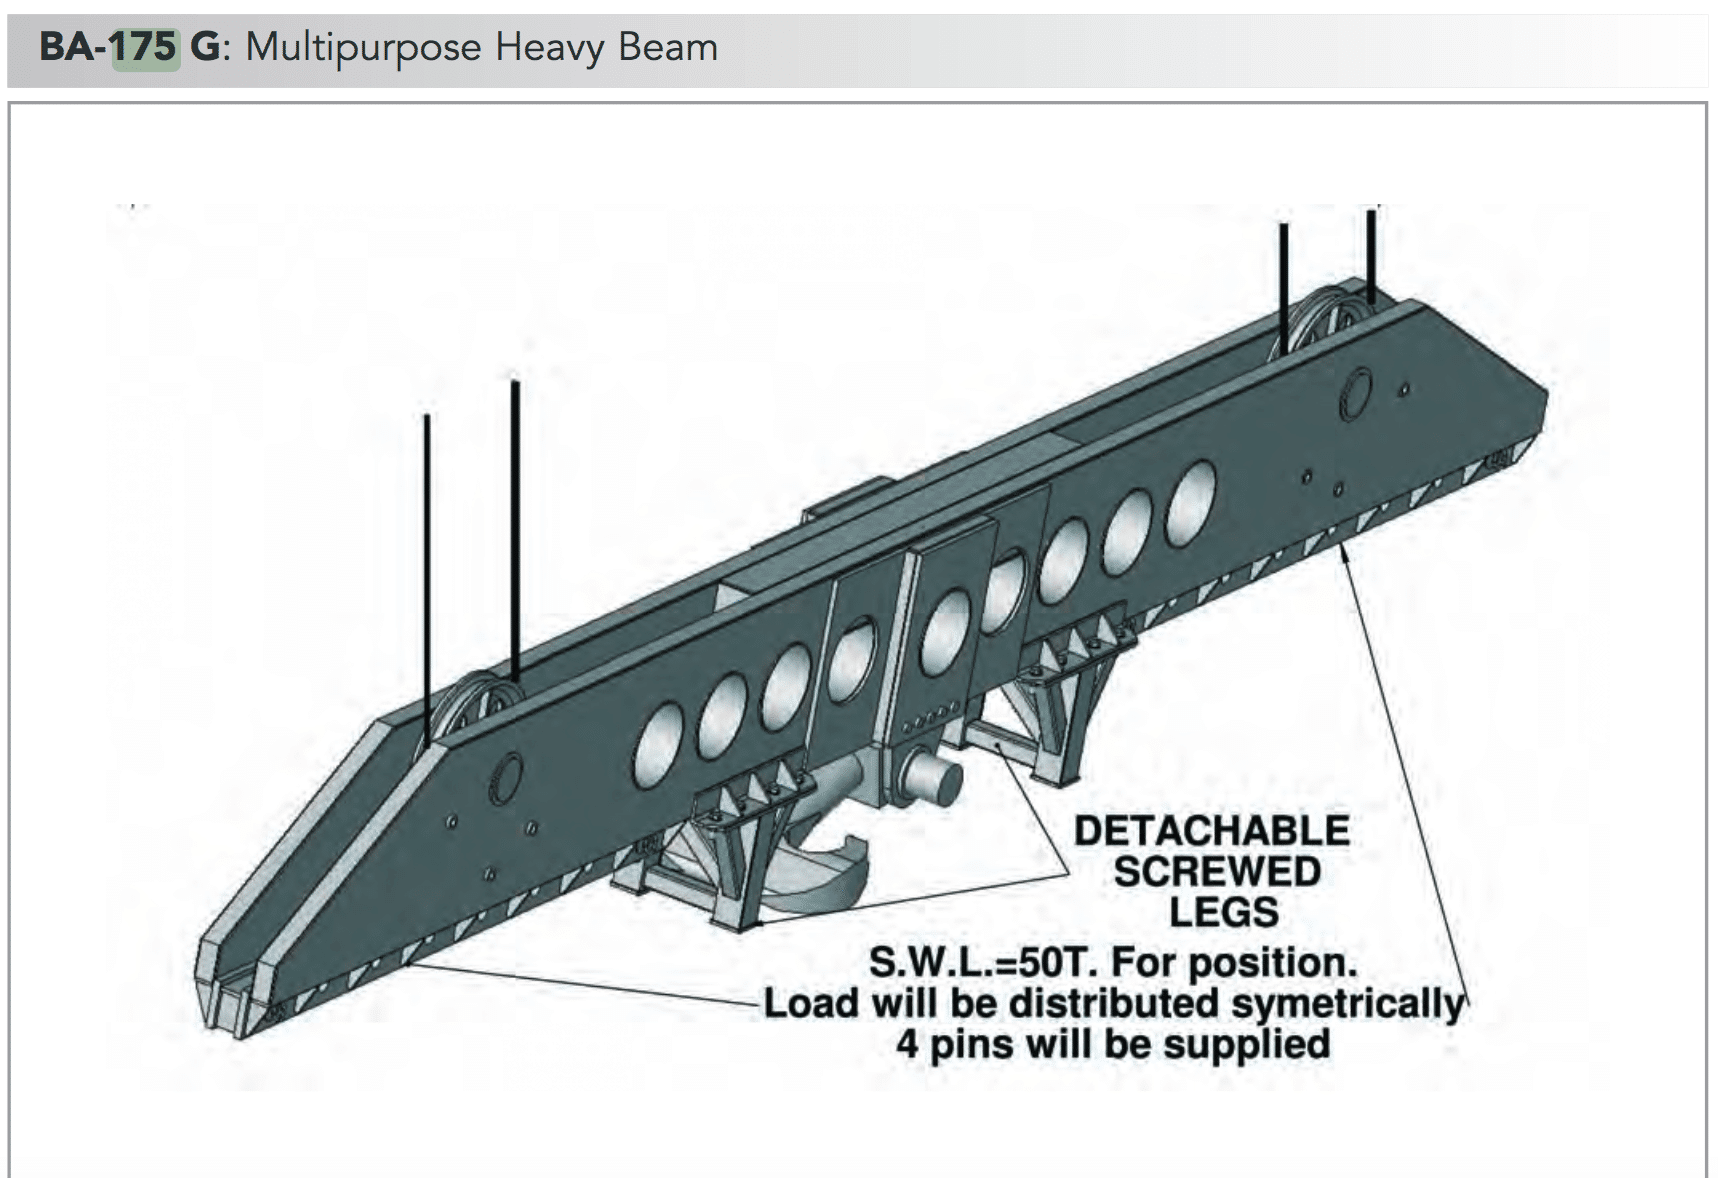 BA-175 G: Multipurpose Heavy Beam
DETACHABLE
SCREWED
LEGS
S.W.L.=50T. For position.
Load will be distributed symetrically
4 pins will be supplied